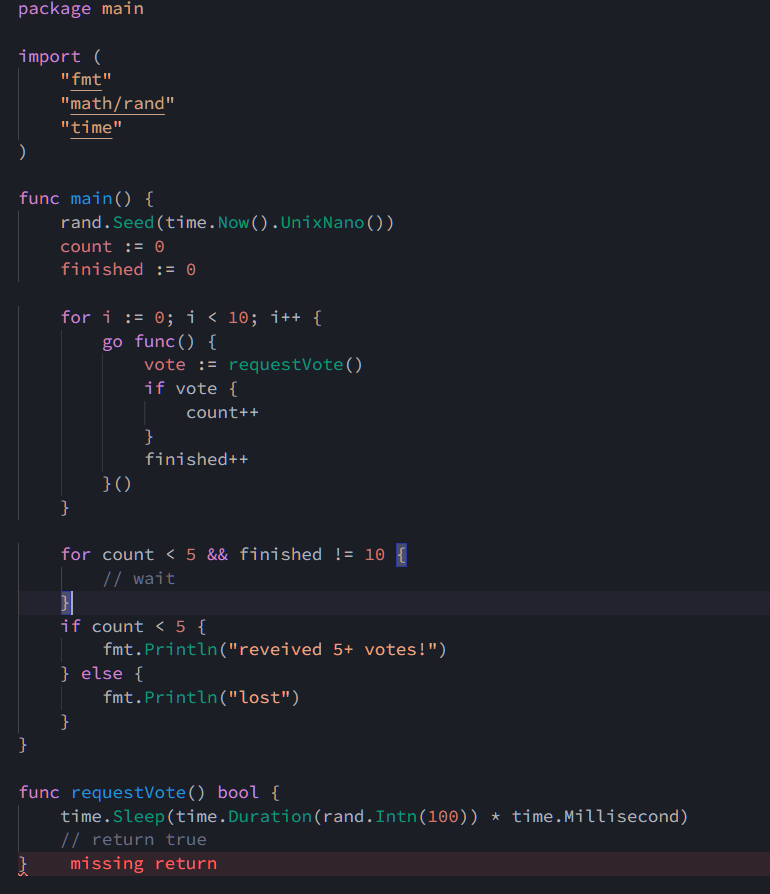 package main
import (
"fmt"
"math/rand"
"time"
)
func main() {
rand.Seed(time.Now().UnixNano())
count := 0
finished := 0
for i := 0; i < 10; i++ {
go func() {
vote := requestVote()
if vote {
count++
}
finished++
}()
}
for count < 5 && finished != 10 {
// wait
}
if count < 5 {
fmt.Println("reveived 5+ votes!")
} else {
fmt.Println("lost")
}
}
func requestVote() bool {
time.Sleep(time.Duration(rand.Intn(100)) * time.Millisecond)
// return true
} missing return